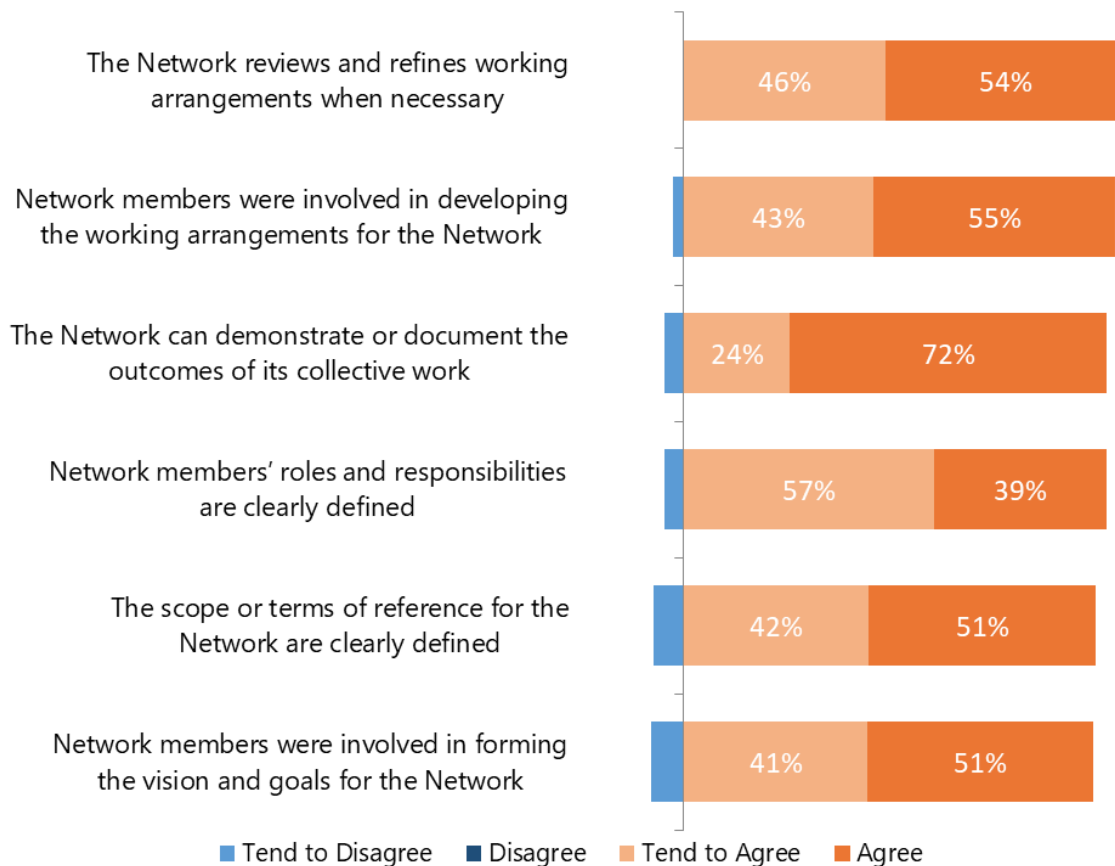 The Network reviews and refines working
arrangements when necessary
46% 54%
Network members were involved in developing
the working arrangements for the Network
43% 55%
The Network can demonstrate or document the
outcomes of its collective work
24% 72%
Network members’ roles and responsibilities
are clearly defined
57% 39%
The scope or terms of reference for the
Network are clearly defined
42% 51%
Network members were involved in forming
the vision and goals for the Network
41% 51%
Tend to Disagree Disagree Tend to Agree Agree